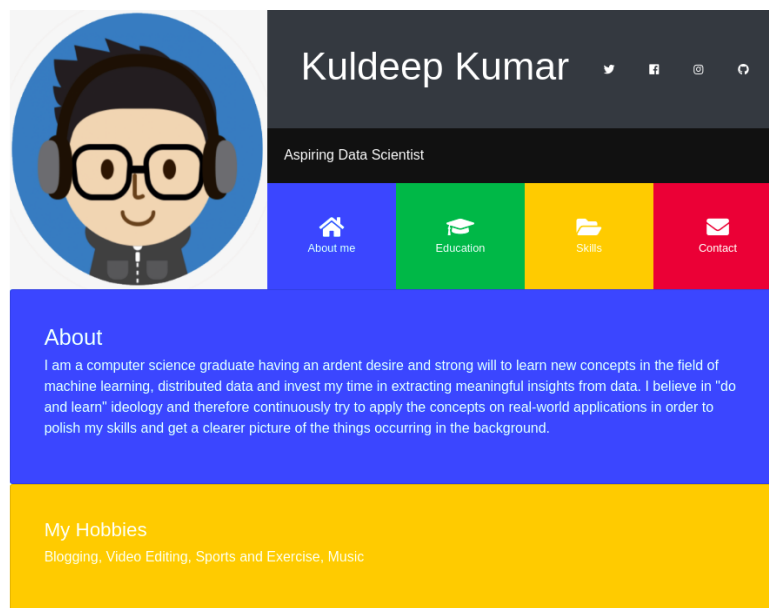 Kuldeep Kumar
Aspiring Data Scientist
About me
Education
Skills
Contact
About
I am a computer science graduate having an ardent desire and strong will to learn new concepts in the field of
machine learning, distributed data and invest my time in extracting meaningful insights from data. I believe in "do
and learn" ideology and therefore continuously try to apply the concepts on real-world applications in order to
polish my skills and get a clearer picture of the things occurring in the background.
My Hobbies
Blogging, Video Editing, Sports and Exercise, Music